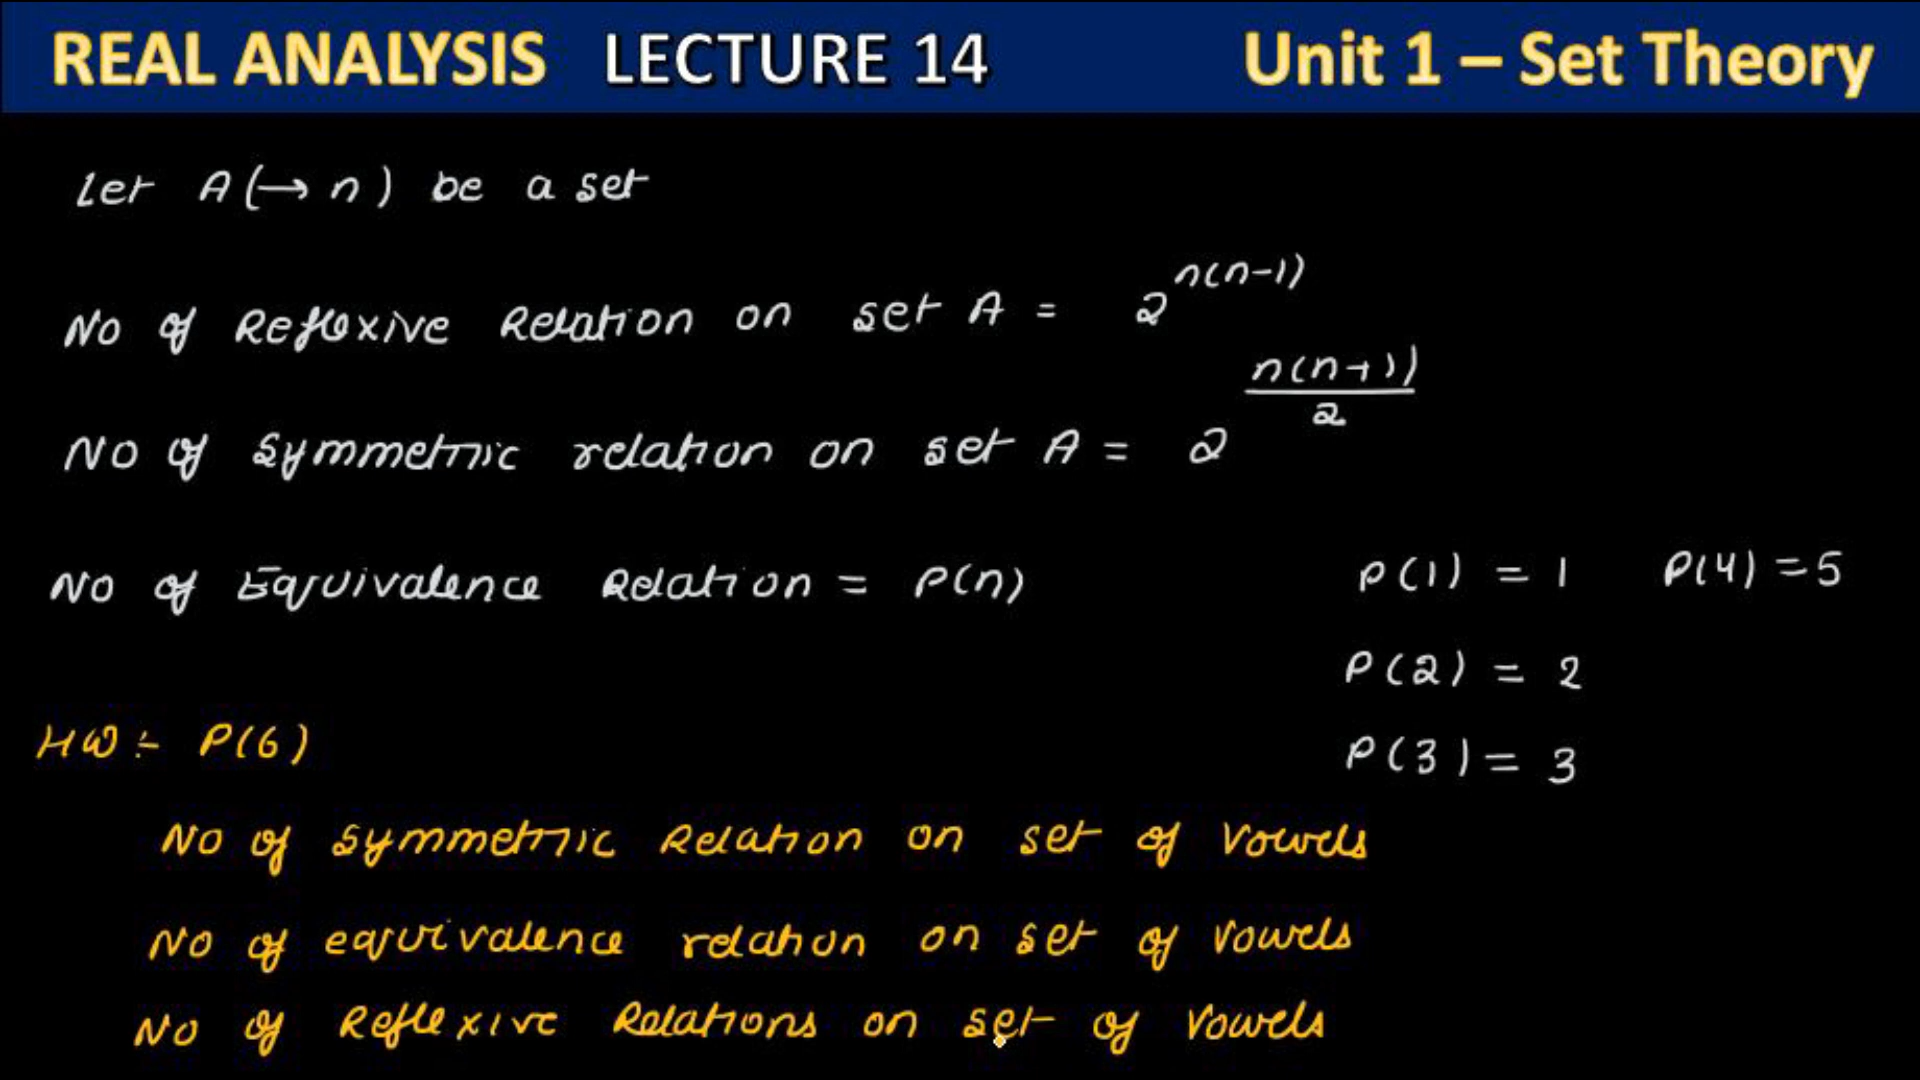 REAL ANALYSIS LECTURE 14 Unit 1 – Set Theory
Let A(→ n) be a set
No of Reflexive Relation on set A = 2^n(n-1)
No of Symmetric relation on set A = 2^n(n+1)/2
No of Equivalence Relation = P(n)
P(1) = 1 P(4) = 5
P(2) = 2
P(3) = 3
HW :- P(6)
No of Symmetric Relation on set of Vowels
No of equivalence relation on set of Vowels
No of Reflexive Relations on set of Vowels